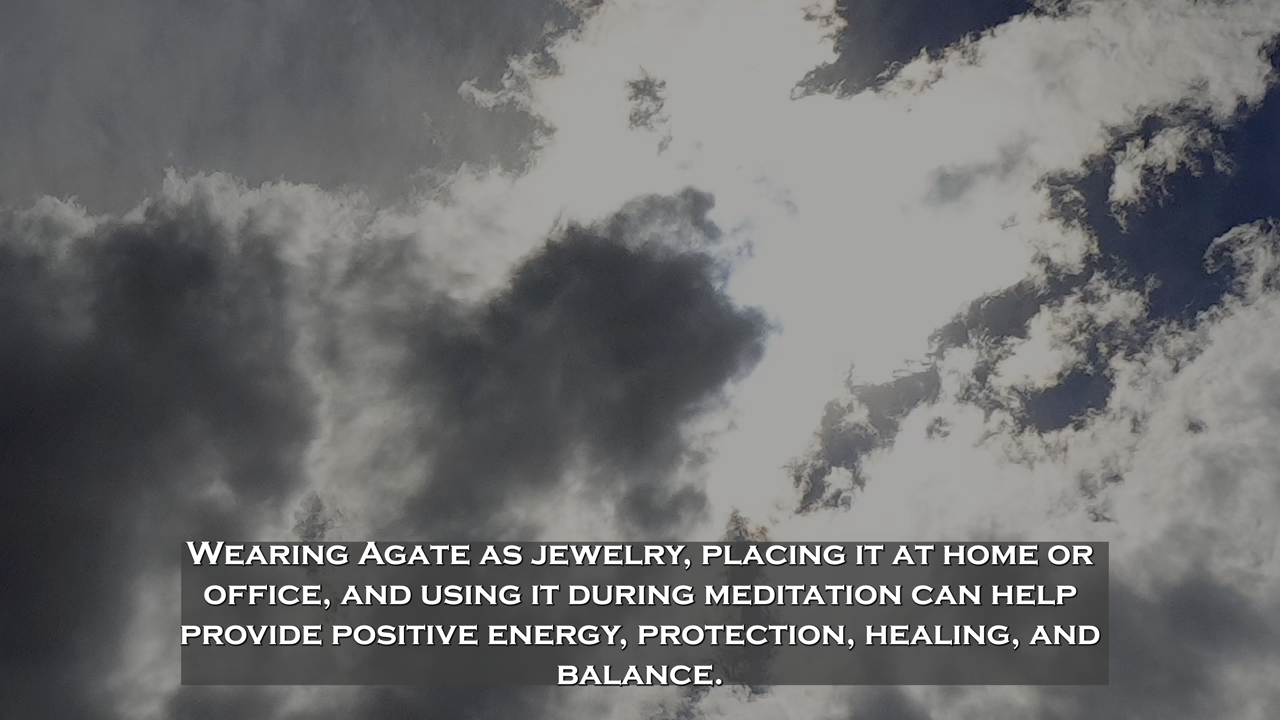 Wearing Agate as jewelry, placing it at home or
office, and using it during meditation can help
provide positive energy, protection, healing, and
balance.